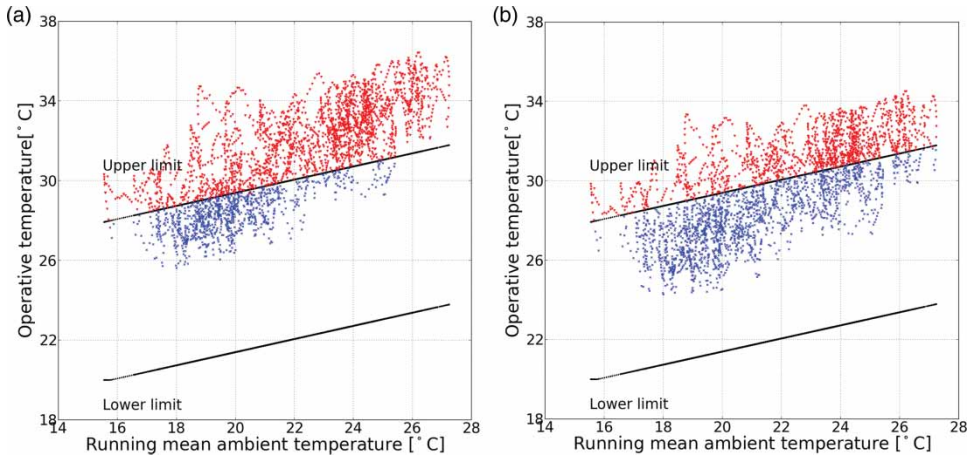 (a)
38
34
30
26
22
18
Operative temperature[°C]
Upper limit
Lower limit
14 16 18 20 22 24 26 28
Running mean ambient temperature [°C]
(b)
38
34
30
26
22
18
Operative temperature[°C]
Upper limit
Lower limit
14 16 18 20 22 24 26 28
Running mean ambient temperature [°C]